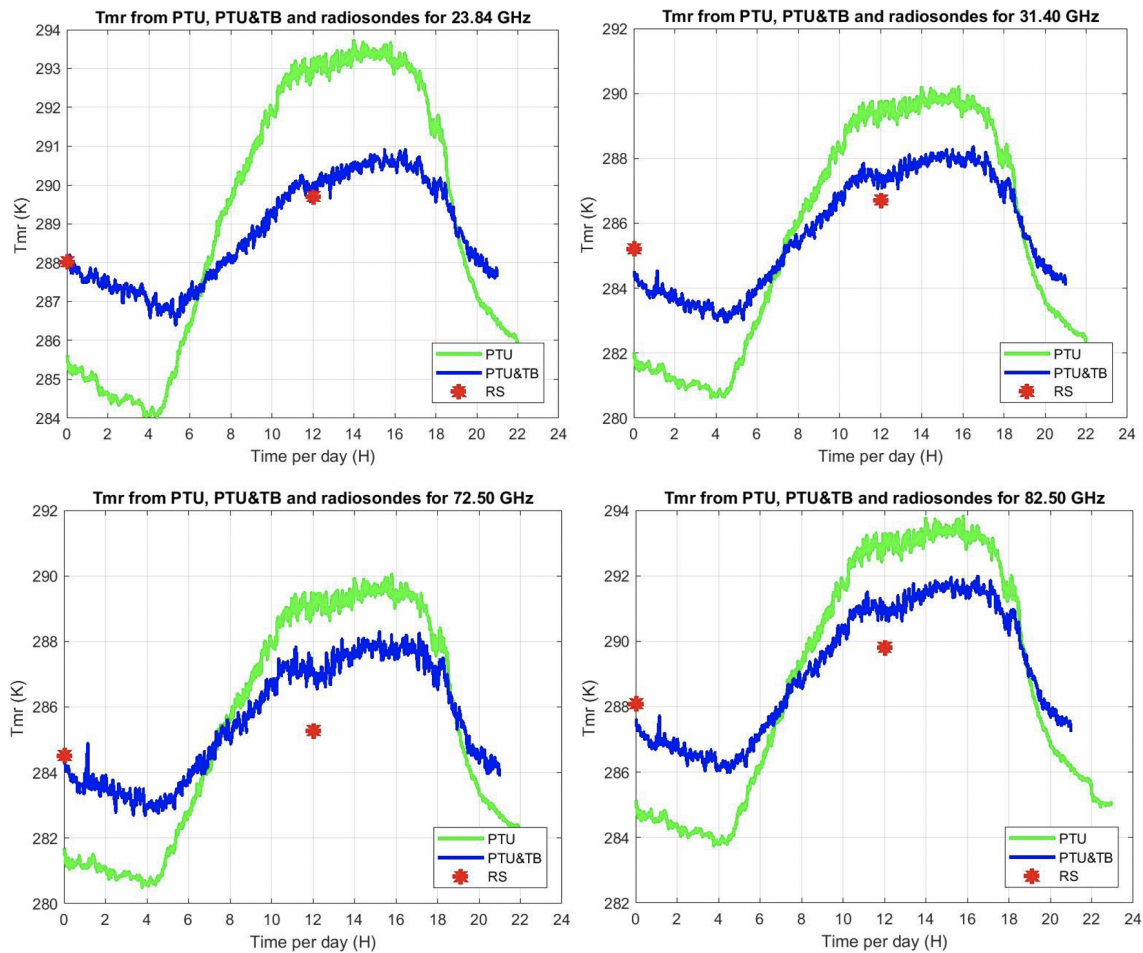 Tmr from PTU, PTU&TB and radiosondes for 23.84 GHz
294
293
292
291
290
289
288
287
286
285
284
Tmr (K)
0 2 4 6 8 10 12 14 16 18 20 22 24
Time per day (H)
PTU
PTU&TB
RS
Tmr from PTU, PTU&TB and radiosondes for 31.40 GHz
292
290
288
286
284
282
280
Tmr (K)
0 2 4 6 8 10 12 14 16 18 20 22 24
Time per day (H)
PTU
PTU&TB
RS
Tmr from PTU, PTU&TB and radiosondes for 72.50 GHz
292
290
288
286
284
282
280
Tmr (K)
0 2 4 6 8 10 12 14 16 18 20 22 24
Time per day (H)
PTU
PTU&TB
RS
Tmr from PTU, PTU&TB and radiosondes for 82.50 GHz
294
292
290
288
286
284
282
Tmr (K)
0 2 4 6 8 10 12 14 16 18 20 22 24
Time per day (H)
PTU
PTU&TB
RS